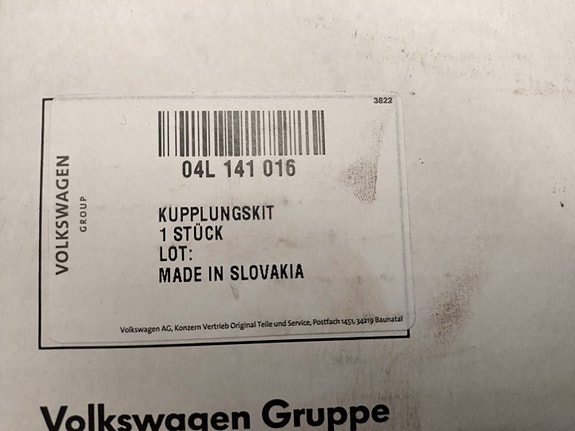 3822
04L 141 016
VOLKSWAGEN
GROUP
KUPPLUNGSKIT
1 STÜCK
LOT:
MADE IN SLOVAKIA
Volkswagen AG, Konzern Vertrieb Original Teile und Service, Postfach 1451, 34219 Baunatal
Volkswagen Gruppe